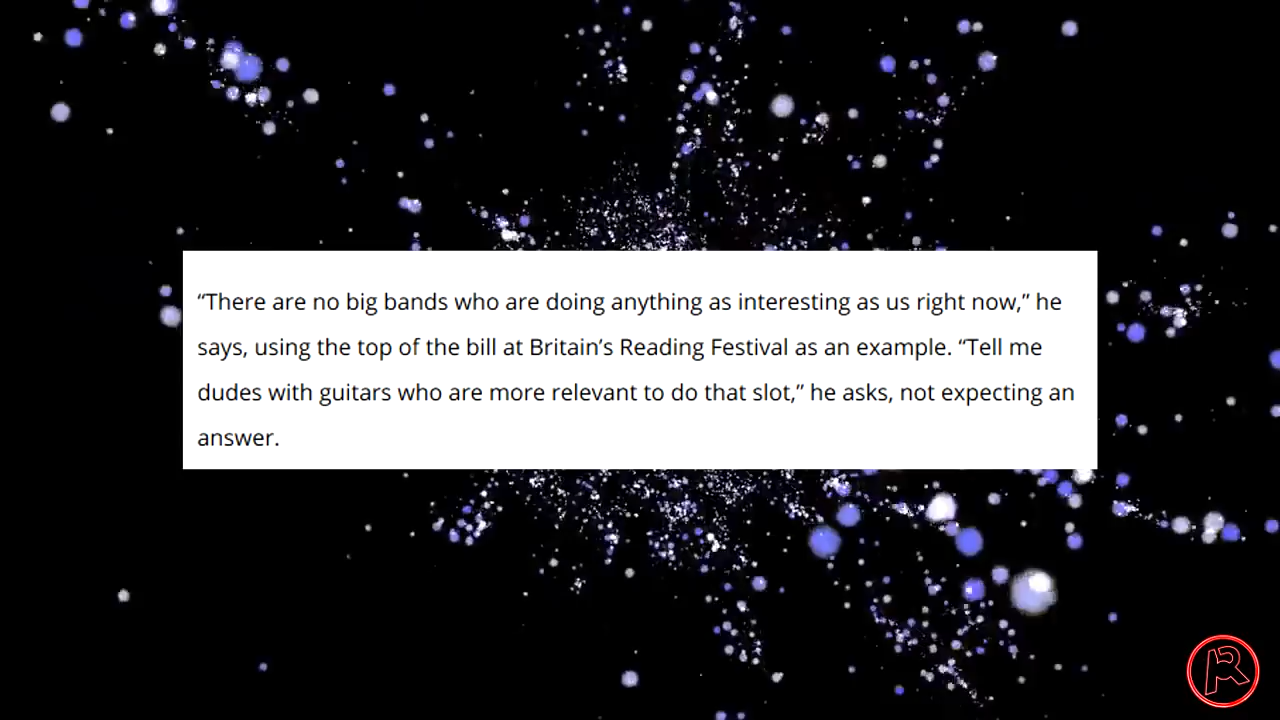 “There are no big bands who are doing anything as interesting as us right now,” he
says, using the top of the bill at Britain’s Reading Festival as an example. “Tell me
dudes with guitars who are more relevant to do that slot,” he asks, not expecting an
answer.